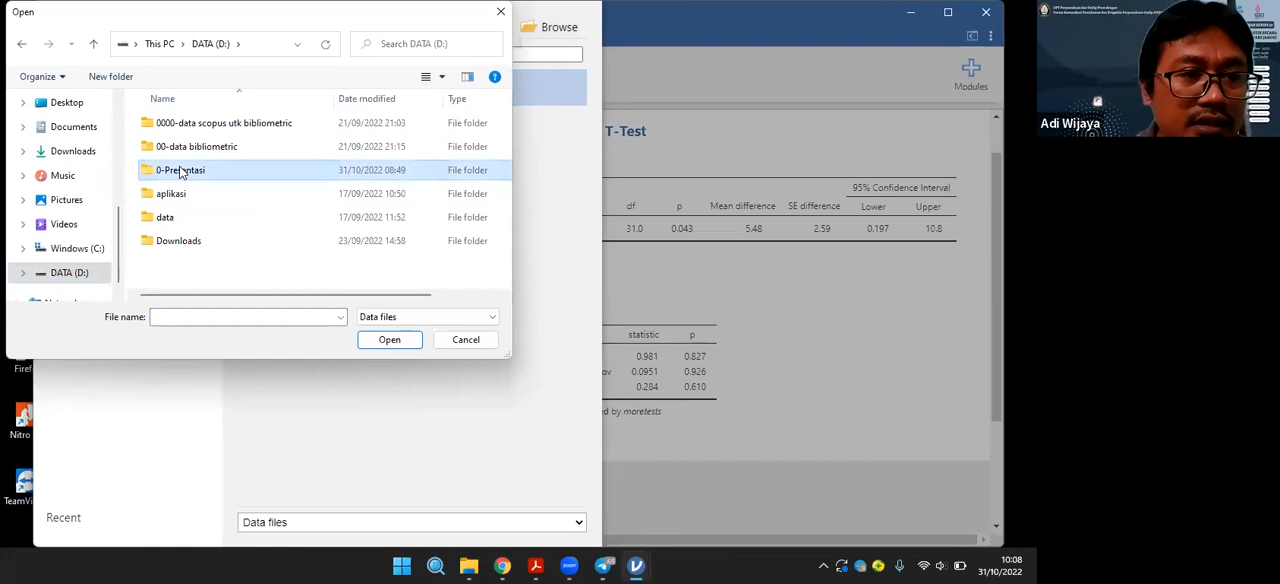 Open
Browse
This PC > DATA (D:) >
Search DATA (D:)
Organize
New folder
Modules
Name
Date modified
Type
Desktop
0000-data scopus utk bibliometric
21/09/2022 21:03
File folder
Documents
00-data bibliometric
21/09/2022 21:15
File folder
Downloads
0-Presentasi
31/10/2022 08:49
File folder
Music
aplikasi
17/09/2022 10:50
File folder
Pictures
data
17/09/2022 11:52
File folder
Videos
Downloads
23/09/2022 14:58
File folder
Windows (C:)
DATA (D:)
File name:
Data files
Open
Cancel
T-Test
95% Confidence Interval
df
p
Mean difference
SE difference
Lower
Upper
31.0
0.043
5.48
2.59
0.197
10.8
statistic
p
0.981
0.827
ov
0.0951
0.926
0.284
0.610
ed by moretests
Firef
Nitro
TeamVi
Recent
Data files
Adi Wijaya
zoom
10:08
31/10/2022